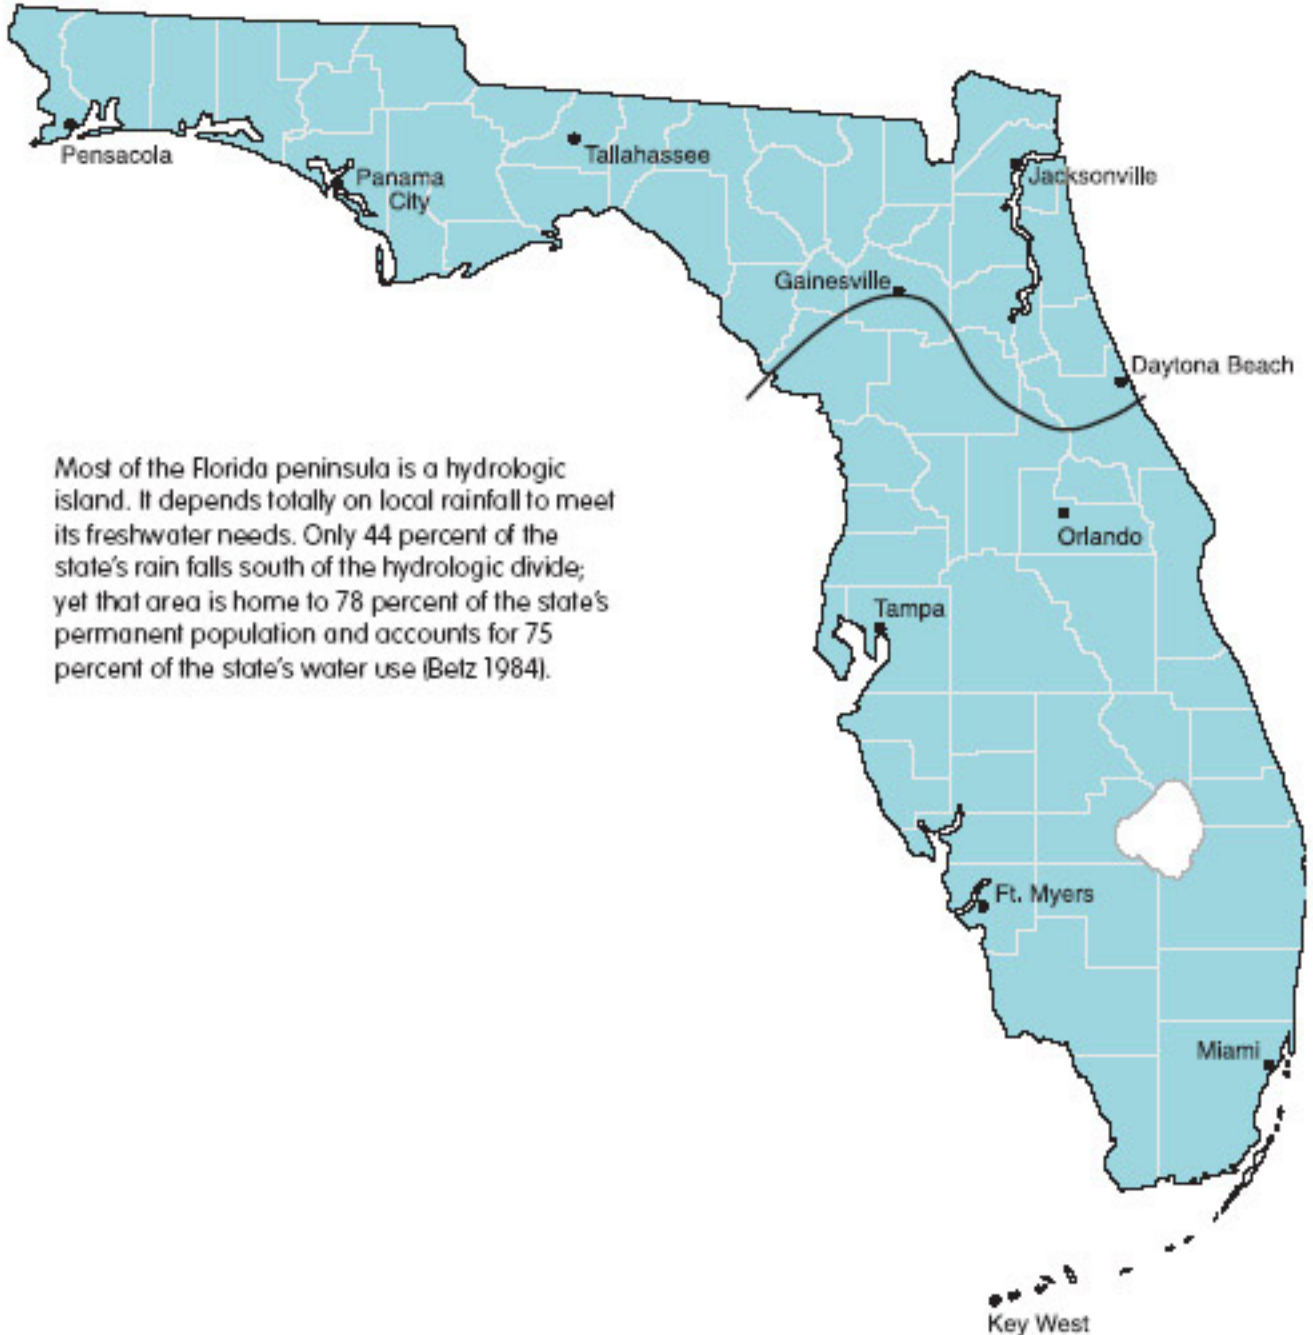 Pensacola
Tallahassee
Panama
City
Jacksonville
Gainesville
Daytona Beach
Most of the Florida peninsula is a hydrologic
island. It depends totally on local rainfall to meet
its freshwater needs. Only 44 percent of the
state's rain falls south of the hydrologic divide;
yet that area is home to 78 percent of the state's
permanent population and accounts for 75
percent of the state's water use (Betz 1984).
Orlando
Tampa
Ft. Myers
Miami
Key West